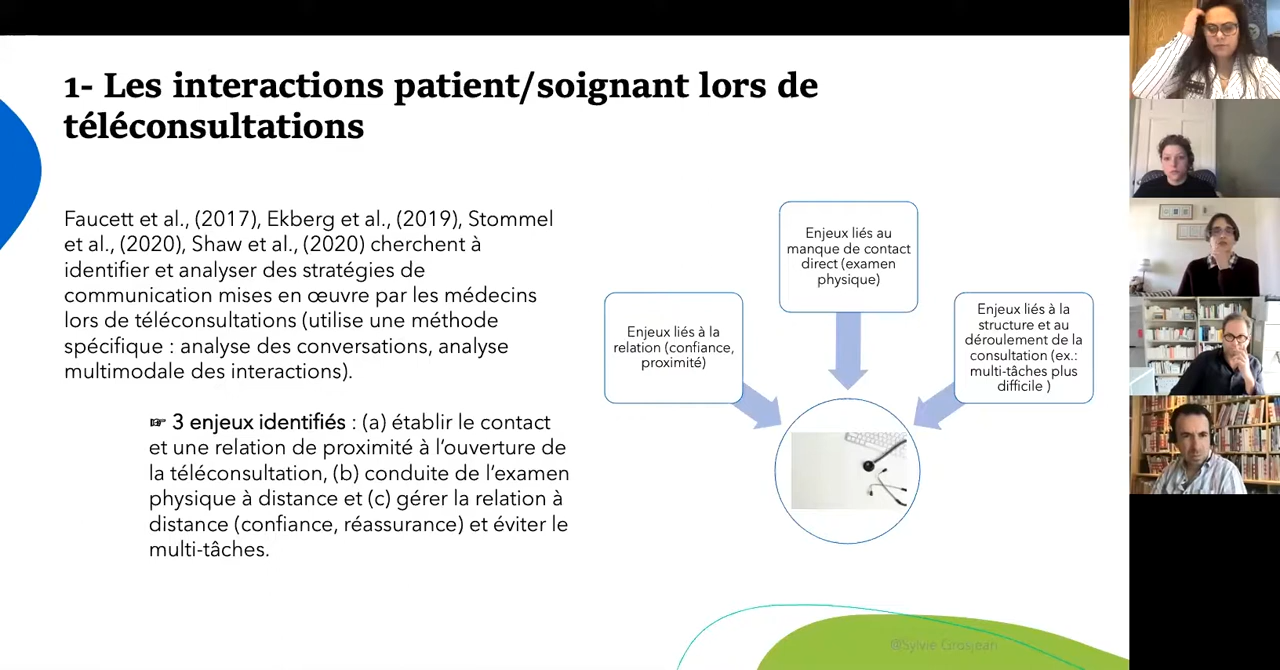 1- Les interactions patient/soignant lors de
téléconsultations
Faucett et al., (2017), Ekberg et al., (2019), Stommel
et al., (2020), Shaw et al., (2020) cherchent à
identifier et analyser des stratégies de
communication mises en œuvre par les médecins
lors de téléconsultations (utilise une méthode
spécifique : analyse des conversations, analyse
multimodale des interactions).
☞ 3 enjeux identifiés : (a) établir le contact
et une relation de proximité à l’ouverture de
la téléconsultation, (b) conduite de l’examen
physique à distance et (c) gérer la relation à
distance (confiance, réassurance) et éviter le
multi-tâches.
Enjeux liés à la
relation (confiance,
proximité)
Enjeux liés au
manque de contact
direct (examen
physique)
Enjeux liés à la
structure et au
déroulement de la
consultation (ex.:
multi-tâches plus
difficile )
@Sylvie Grosjean